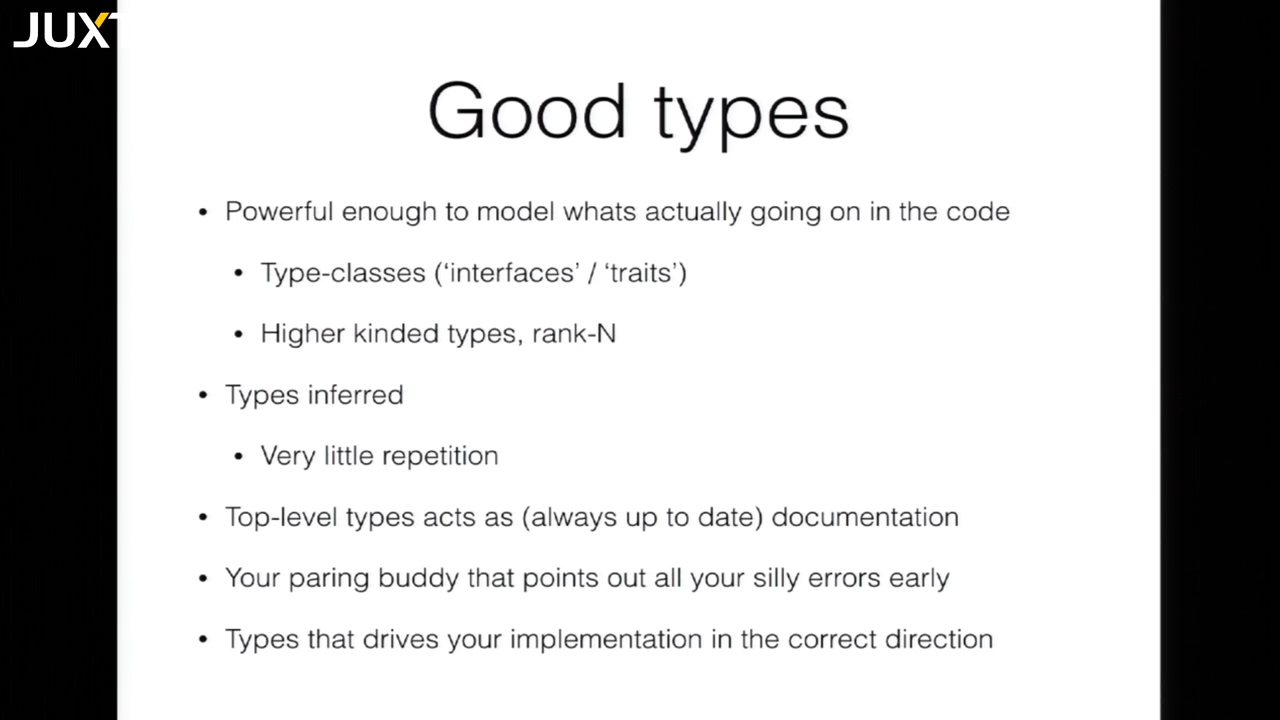 JUXT
Good types
• Powerful enough to model whats actually going on in the code
• Type-classes (‘interfaces’ / ‘traits’)
• Higher kinded types, rank-N
• Types inferred
• Very little repetition
• Top-level types acts as (always up to date) documentation
• Your paring buddy that points out all your silly errors early
• Types that drives your implementation in the correct direction